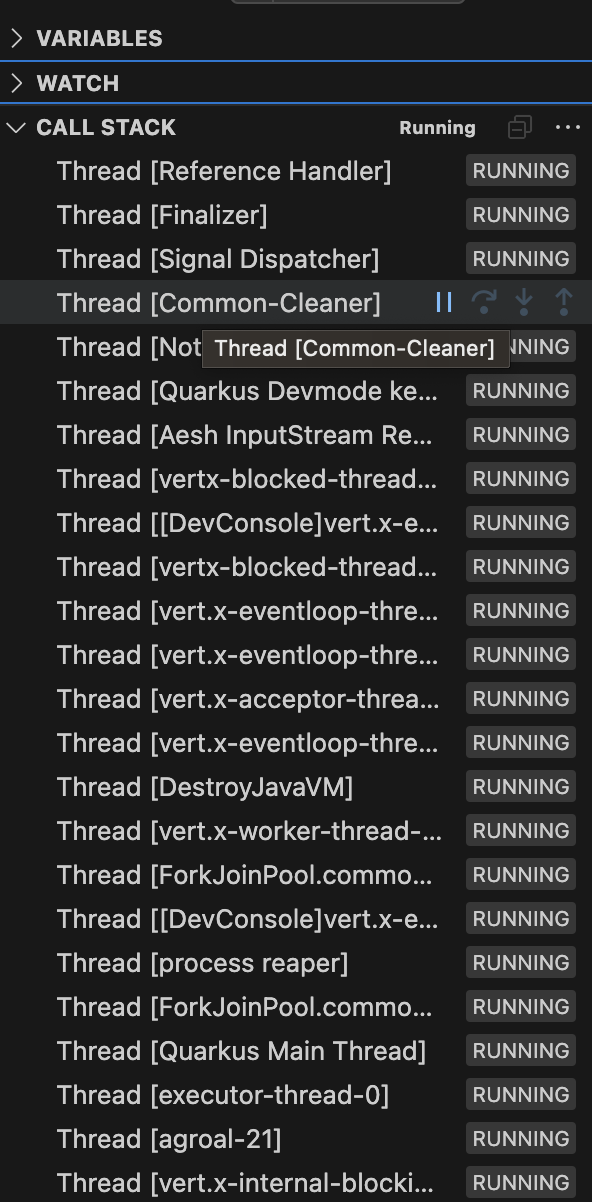 VARIABLES
WATCH
CALL STACK Running ...
Thread [Reference Handler] RUNNING
Thread [Finalizer] RUNNING
Thread [Signal Dispatcher] RUNNING
Thread [Common-Cleaner]
Thread [Not Thread [Common-Cleaner] NNING
Thread [Quarkus Devmode ke... RUNNING
Thread [Aesh InputStream Re... RUNNING
Thread [vertx-blocked-thread... RUNNING
Thread [[DevConsole]vert.x-e... RUNNING
Thread [vertx-blocked-thread... RUNNING
Thread [vert.x-eventloop-thre... RUNNING
Thread [vert.x-eventloop-thre... RUNNING
Thread [vert.x-acceptor-threa... RUNNING
Thread [vert.x-eventloop-thre... RUNNING
Thread [DestroyJavaVM] RUNNING
Thread [vert.x-worker-thread-... RUNNING
Thread [ForkJoinPool.commo... RUNNING
Thread [[DevConsole]vert.x-e... RUNNING
Thread [process reaper] RUNNING
Thread [ForkJoinPool.commo... RUNNING
Thread [Quarkus Main Thread] RUNNING
Thread [executor-thread-0] RUNNING
Thread [agroal-21] RUNNING
Thread [vert.x-internal-blocki... RUNNING